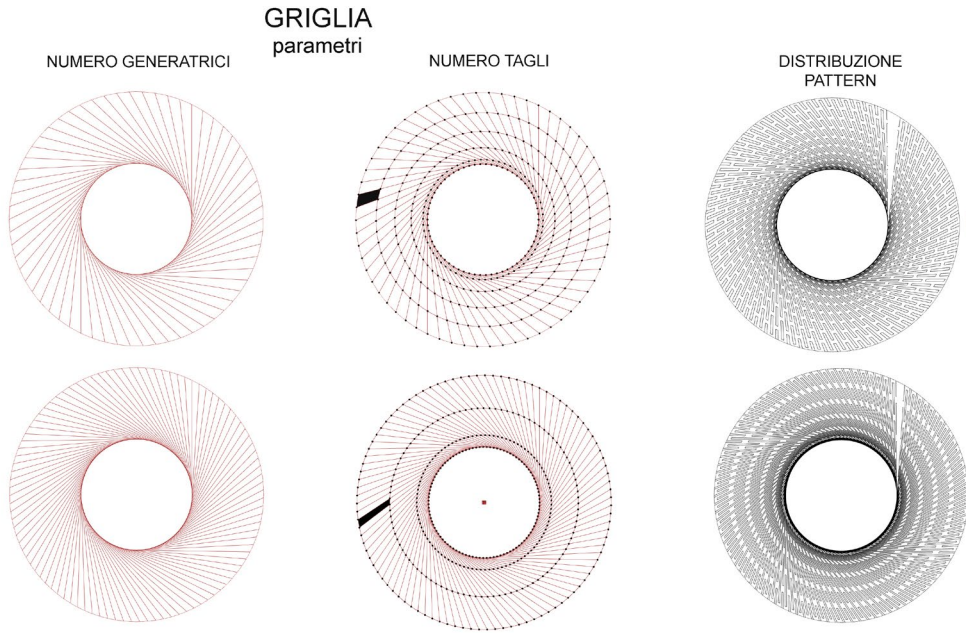 GRIGLIA
parametri
NUMERO GENERATRICI
NUMERO TAGLI
DISTRIBUZIONE
PATTERN